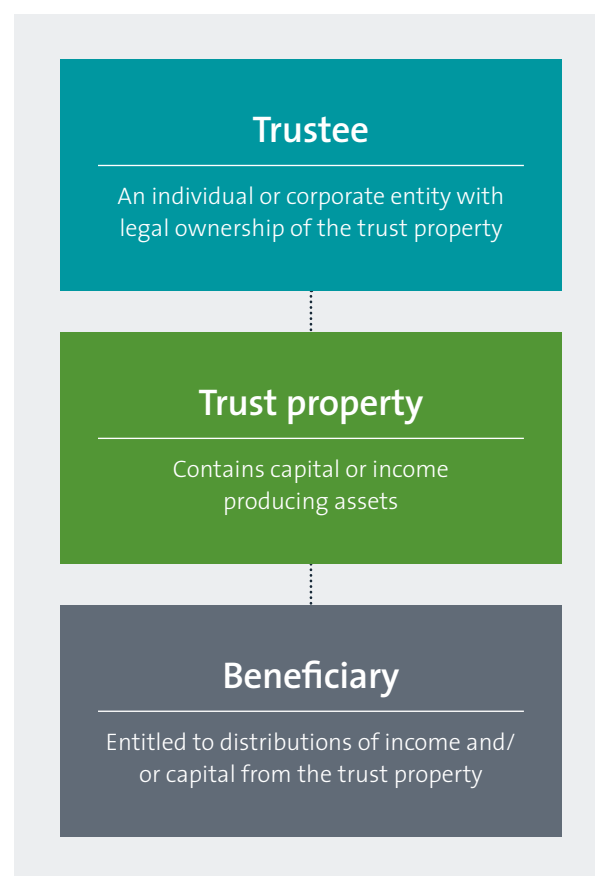 Trustee
An individual or corporate entity with
legal ownership of the trust property
Trust property
Contains capital or income
producing assets
Beneficiary
Entitled to distributions of income and/
or capital from the trust property